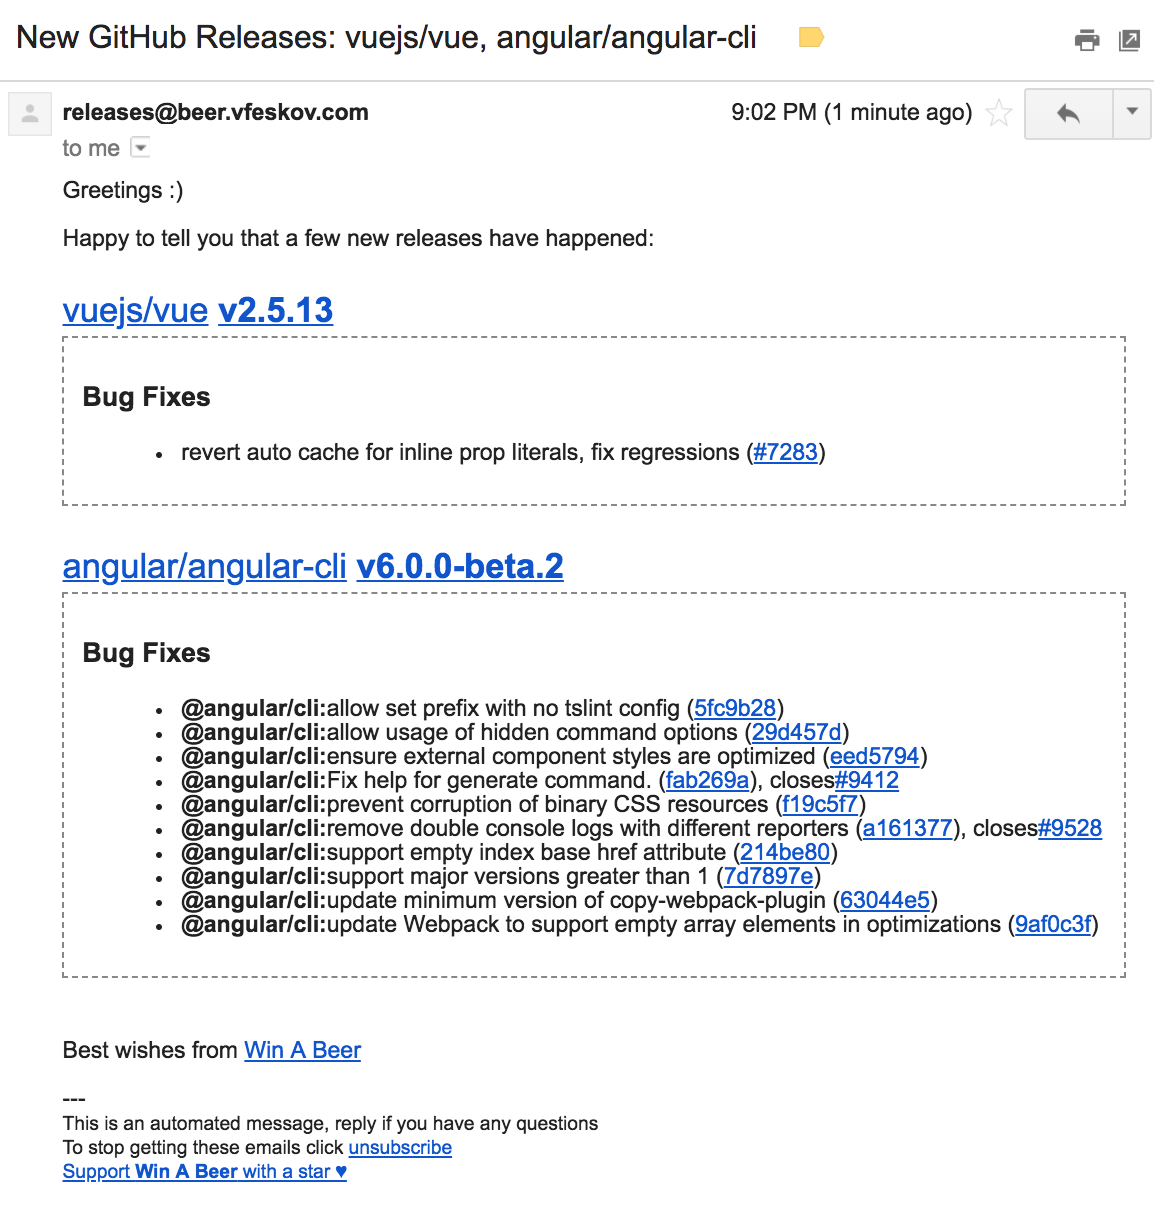 New GitHub Releases: vuejs/vue, angular/angular-cli
releases@beer.vfeskov.com
9:02 PM (1 minute ago)
to me
Greetings :)
Happy to tell you that a few new releases have happened:
vuejs/vue v2.5.13
Bug Fixes
• revert auto cache for inline prop literals, fix regressions (#7283)
angular/angular-cli v6.0.0-beta.2
Bug Fixes
• @angular/cli:allow set prefix with no tslint config (5fc9b28)
• @angular/cli:allow usage of hidden command options (29d457d)
• @angular/cli:ensure external component styles are optimized (eed5794)
• @angular/cli:Fix help for generate command. (fab269a), closes#9412
• @angular/cli:prevent corruption of binary CSS resources (f19c5f7)
• @angular/cli:remove double console logs with different reporters (a161377), closes#9528
• @angular/cli:support empty index base href attribute (214be80)
• @angular/cli:support major versions greater than 1 (7d7897e)
• @angular/cli:update minimum version of copy-webpack-plugin (63044e5)
• @angular/cli:update Webpack to support empty array elements in optimizations (9af0c3f)
Best wishes from Win A Beer
---
This is an automated message, reply if you have any questions
To stop getting these emails click unsubscribe
Support Win A Beer with a star ♥